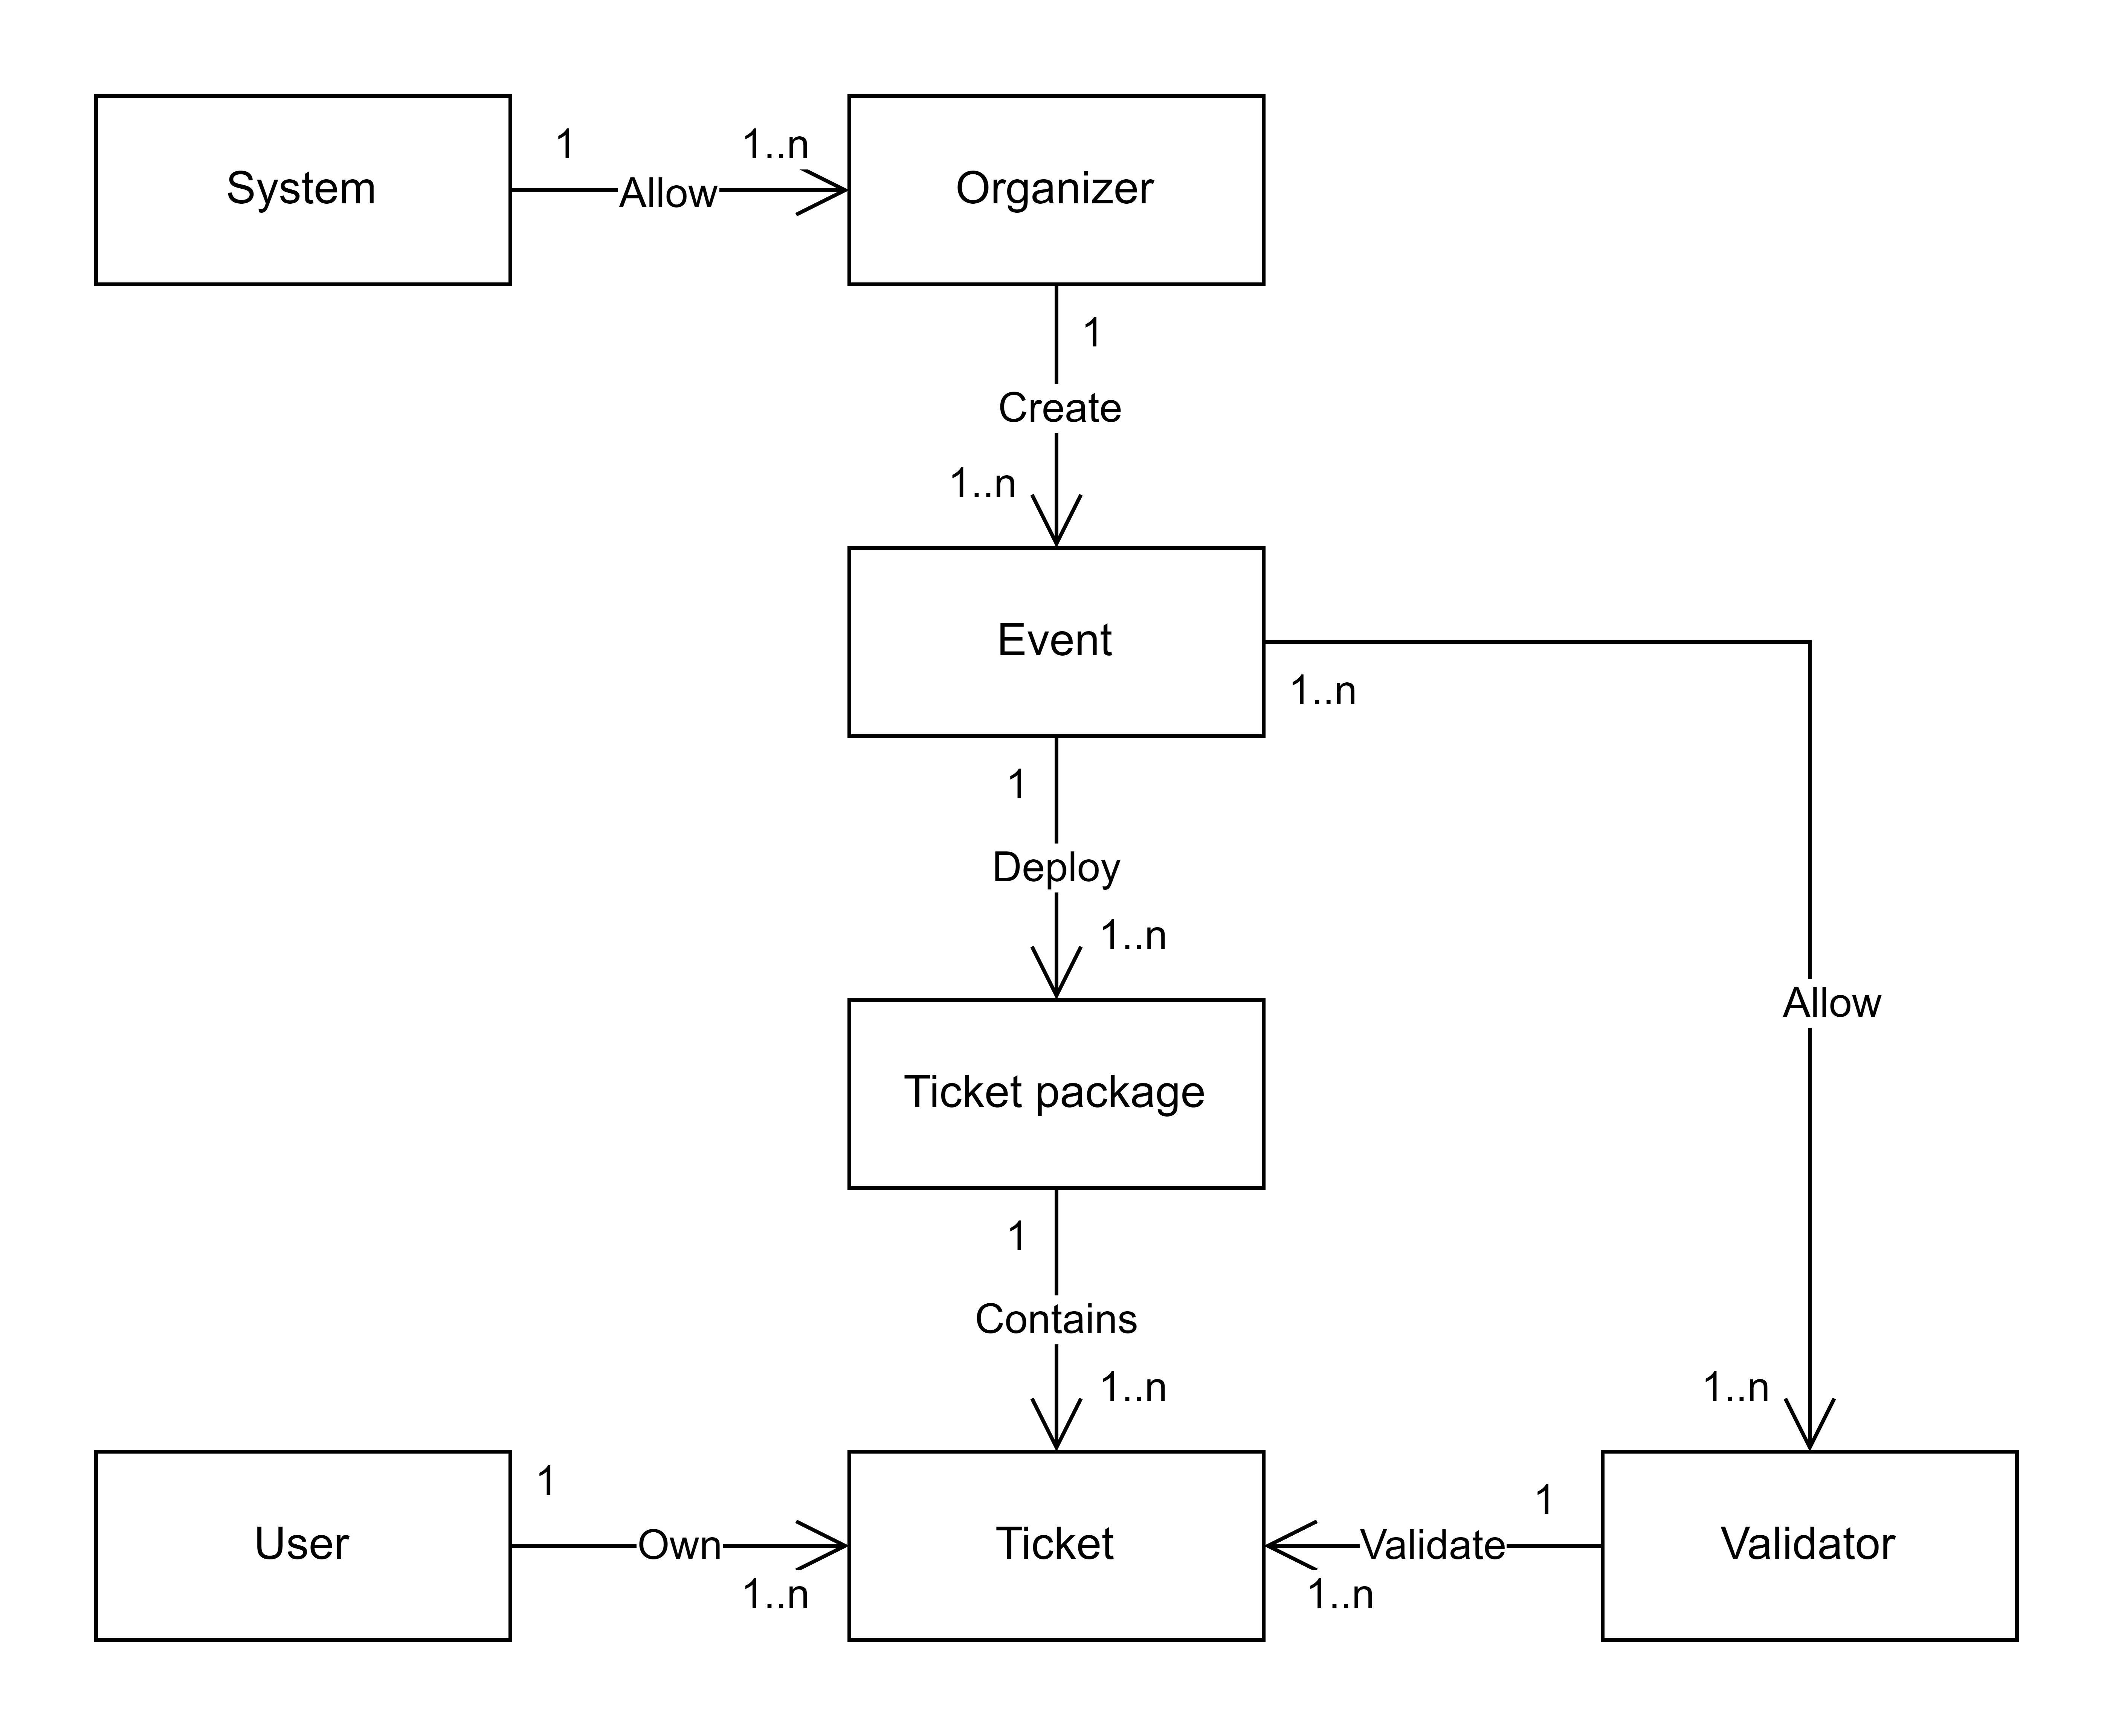 System
1
Allow
1..n
Organizer
1
Create
1..n
Event
1..n
1
Deploy
1..n
Allow
Ticket package
1
Contains
1..n
1..n
User
1
Own
1..n
Ticket
1..n
Validate
1
Validator